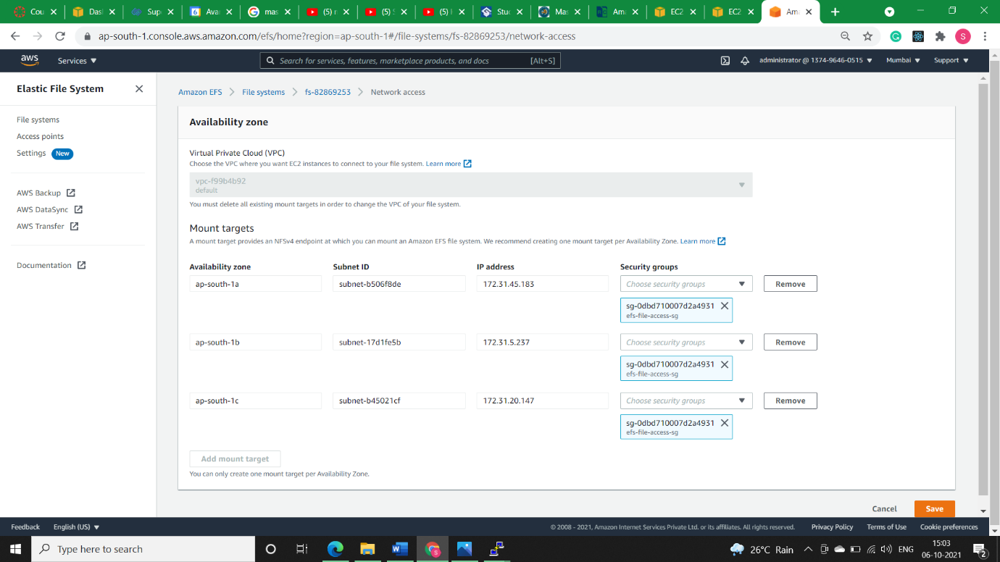 Cou
Das
Sup
6 Ava
mas
(5) r
(5) S
(5) I
Stuc
Mas
Ama
EC2
EC2
Am
ap-south-1.console.aws.amazon.com/efs/home?region=ap-south-1#/file-systems/fs-82869253/network-access
S
aws
Services
Search for services, features, marketplace products, and docs [Alt+S]
administrator @ 1374-9646-0515
Mumbai
Support
Elastic File System
File systems
Access points
Settings New
AWS Backup
AWS DataSync
AWS Transfer
Documentation
Amazon EFS > File systems > fs-82869253 > Network access
Availability zone
Virtual Private Cloud (VPC)
Choose the VPC where you want EC2 instances to connect to your file system. Learn more
vpc-f99b4b92
default
You must delete all existing mount targets in order to change the VPC of your file system.
Mount targets
A mount target provides an NFSv4 endpoint at which you can mount an Amazon EFS file system. We recommend creating one mount target per Availability Zone. Learn more
Availability zone Subnet ID IP address Security groups
ap-south-1a subnet-b506f8de 172.31.45.183 Choose security groups Remove
sg-0dbd710007d2a4931
efs-file-access-sg
ap-south-1b subnet-17d1fe5b 172.31.5.237 Choose security groups Remove
sg-0dbd710007d2a4931
efs-file-access-sg
ap-south-1c subnet-b45021cf 172.31.20.147 Choose security groups Remove
sg-0dbd710007d2a4931
efs-file-access-sg
Add mount target
You can only create one mount target per Availability Zone.
Cancel Save
Feedback English (US) © 2008 - 2021, Amazon Internet Services Private Ltd. or its affiliates. All rights reserved. Privacy Policy Terms of Use Cookie preferences
Type here to search
26°C Rain
ENG
15:03
06-10-2021
2